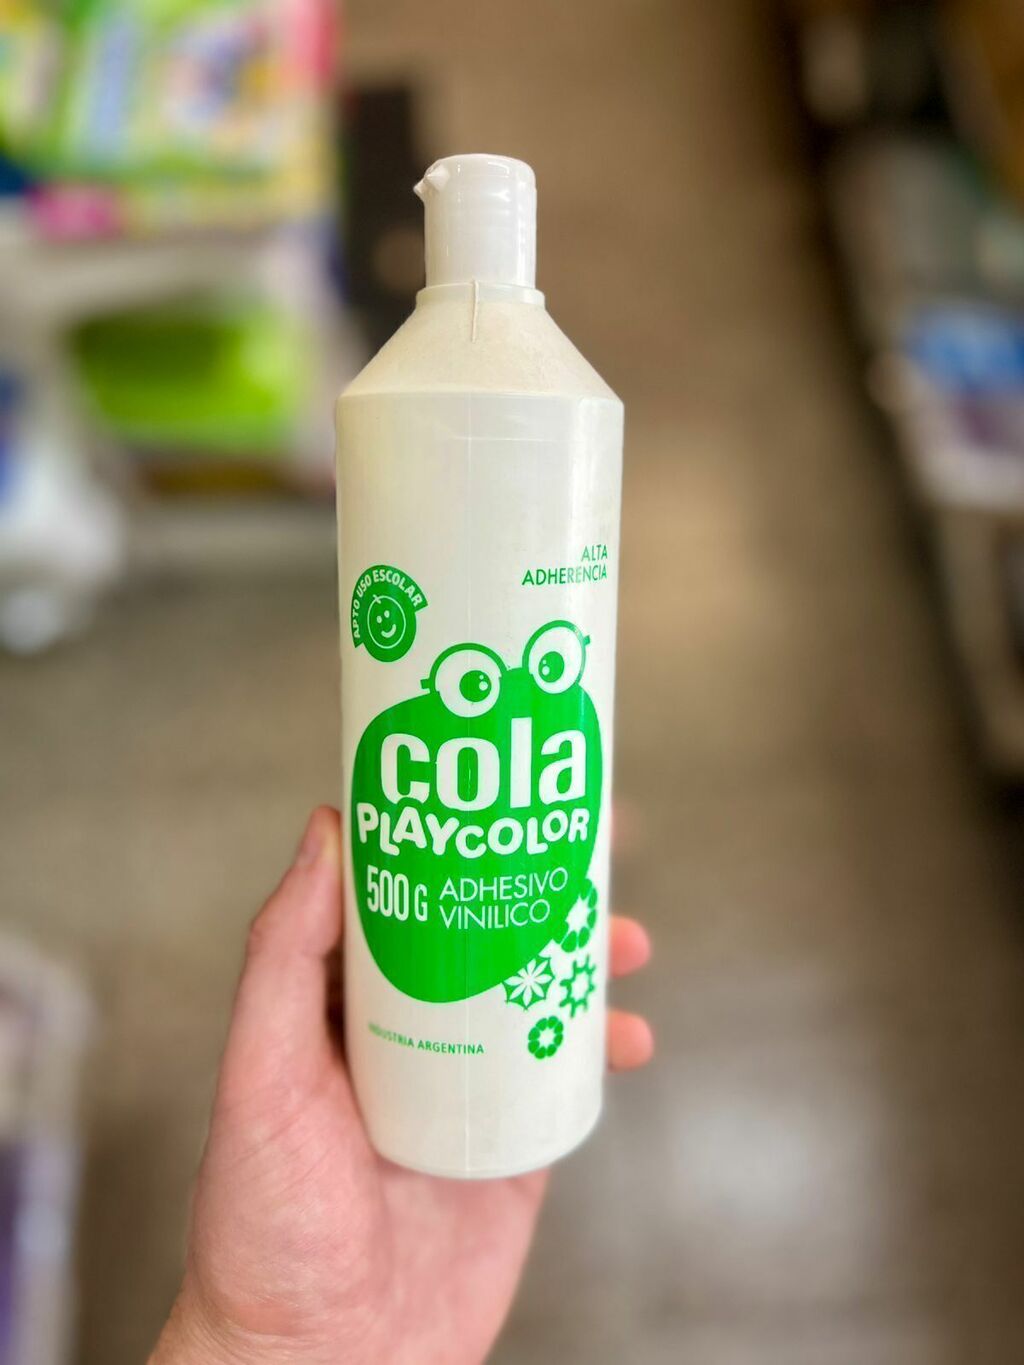 ALTA
ADHERENCIA
APTO USO ESCOLAR
cola
PLAYCOLOR
500G ADHESIVO
VINILICO
INDUSTRIA ARGENTINA